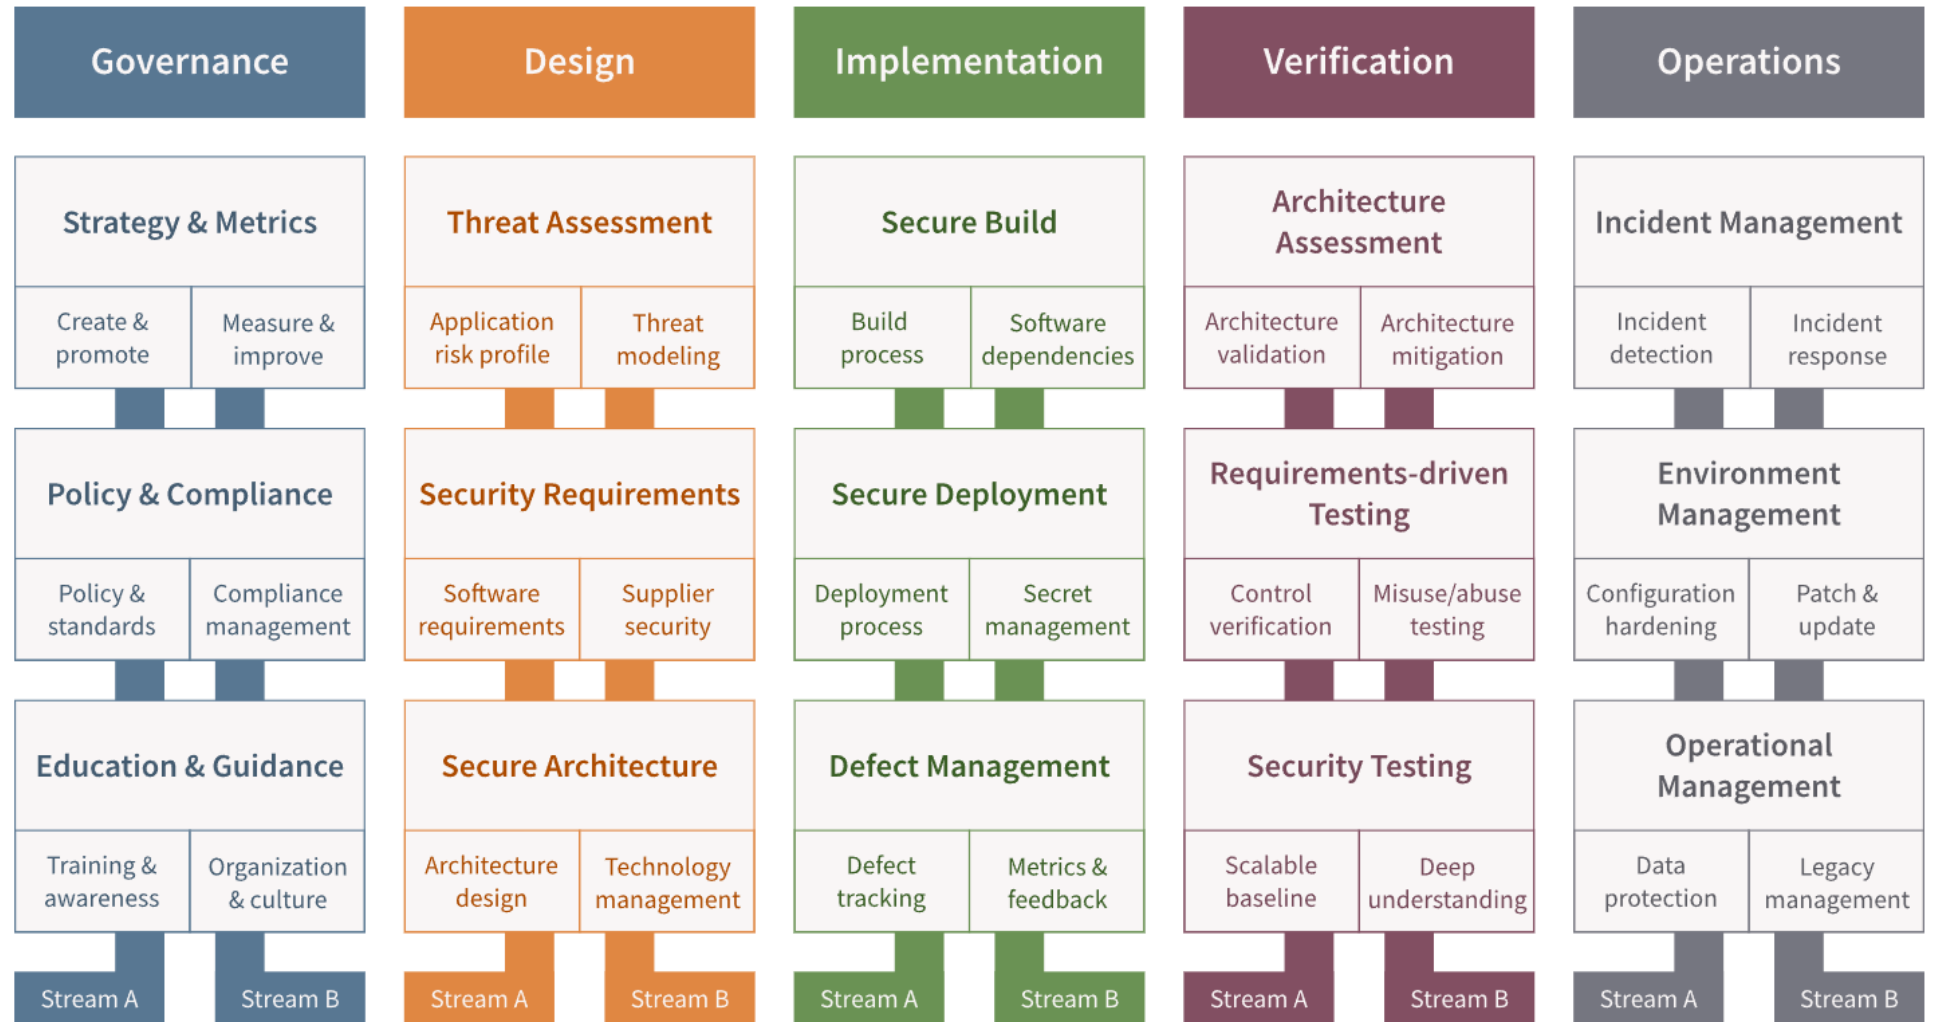 Governance
Design
Implementation
Verification
Operations
Strategy & Metrics
Create &
promote
Measure &
improve
Threat Assessment
Application
risk profile
Threat
modeling
Secure Build
Build
process
Software
dependencies
Architecture
Assessment
Architecture
validation
Architecture
mitigation
Incident Management
Incident
detection
Incident
response
Policy & Compliance
Policy &
standards
Compliance
management
Security Requirements
Software
requirements
Supplier
security
Secure Deployment
Deployment
process
Secret
management
Requirements-driven
Testing
Control
verification
Misuse/abuse
testing
Environment
Management
Configuration
hardening
Patch &
update
Education & Guidance
Training &
awareness
Organization
& culture
Secure Architecture
Architecture
design
Technology
management
Defect Management
Defect
tracking
Metrics &
feedback
Security Testing
Scalable
baseline
Deep
understanding
Operational
Management
Data
protection
Legacy
management
Stream A
Stream B
Stream A
Stream B
Stream A
Stream B
Stream A
Stream B
Stream A
Stream B